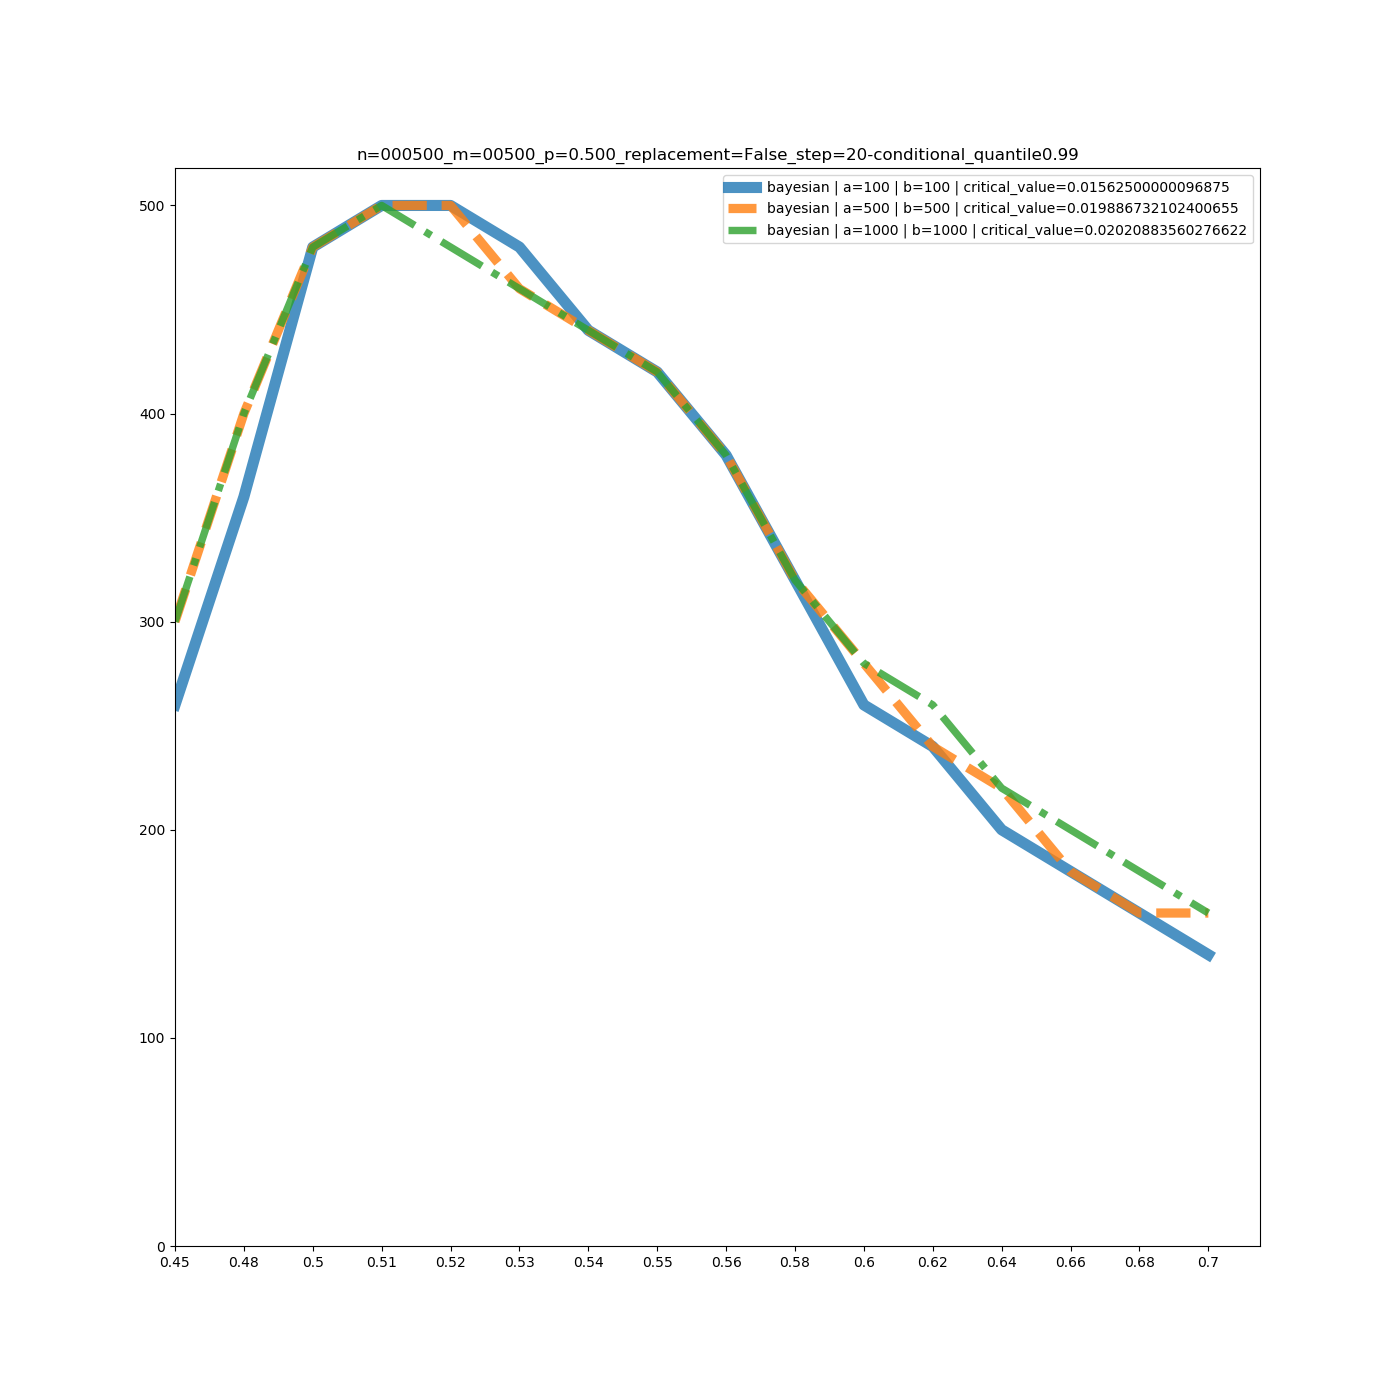 n=000500_m=00500_p=0.500_replacement=False_step=20-conditional_quantile0.99
bayesian | a=100 | b=100 | critical_value=0.01562500000096875
bayesian | a=500 | b=500 | critical_value=0.019886732102400655
bayesian | a=1000 | b=1000 | critical_value=0.02020883560276622
500
400
300
200
100
0
0.45 0.48 0.5 0.51 0.52 0.53 0.54 0.55 0.56 0.58 0.6 0.62 0.64 0.66 0.68 0.7